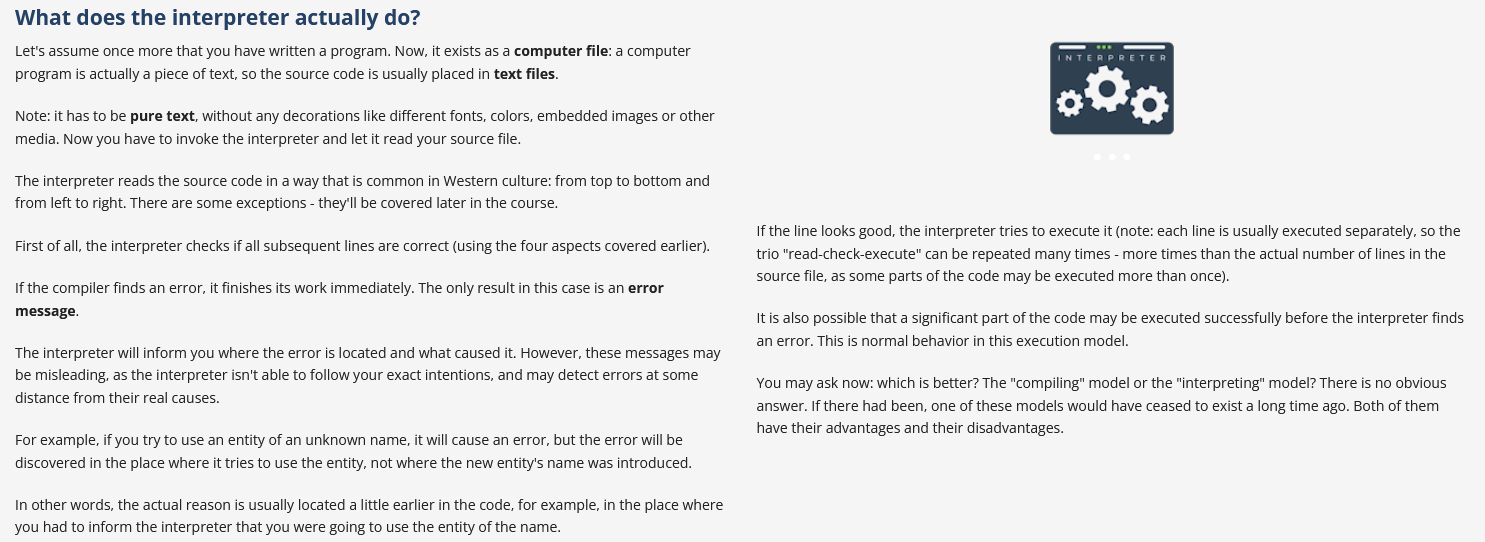 What does the interpreter actually do?
Let's assume once more that you have written a program. Now, it exists as a computer file: a computer
program is actually a piece of text, so the source code is usually placed in text files.
Note: it has to be pure text, without any decorations like different fonts, colors, embedded images or other
media. Now you have to invoke the interpreter and let it read your source file.
The interpreter reads the source code in a way that is common in Western culture: from top to bottom and
from left to right. There are some exceptions - they'll be covered later in the course.
First of all, the interpreter checks if all subsequent lines are correct (using the four aspects covered earlier).
If the compiler finds an error, it finishes its work immediately. The only result in this case is an error
message.
The interpreter will inform you where the error is located and what caused it. However, these messages may
be misleading, as the interpreter isn't able to follow your exact intentions, and may detect errors at some
distance from their real causes.
For example, if you try to use an entity of an unknown name, it will cause an error, but the error will be
discovered in the place where it tries to use the entity, not where the new entity's name was introduced.
In other words, the actual reason is usually located a little earlier in the code, for example, in the place where
you had to inform the interpreter that you were going to use the entity of the name.
INTERPRETER
If the line looks good, the interpreter tries to execute it (note: each line is usually executed separately, so the
trio "read-check-execute" can be repeated many times - more times than the actual number of lines in the
source file, as some parts of the code may be executed more than once).
It is also possible that a significant part of the code may be executed successfully before the interpreter finds
an error. This is normal behavior in this execution model.
You may ask now: which is better? The "compiling" model or the "interpreting" model? There is no obvious
answer. If there had been, one of these models would have ceased to exist a long time ago. Both of them
have their advantages and their disadvantages.